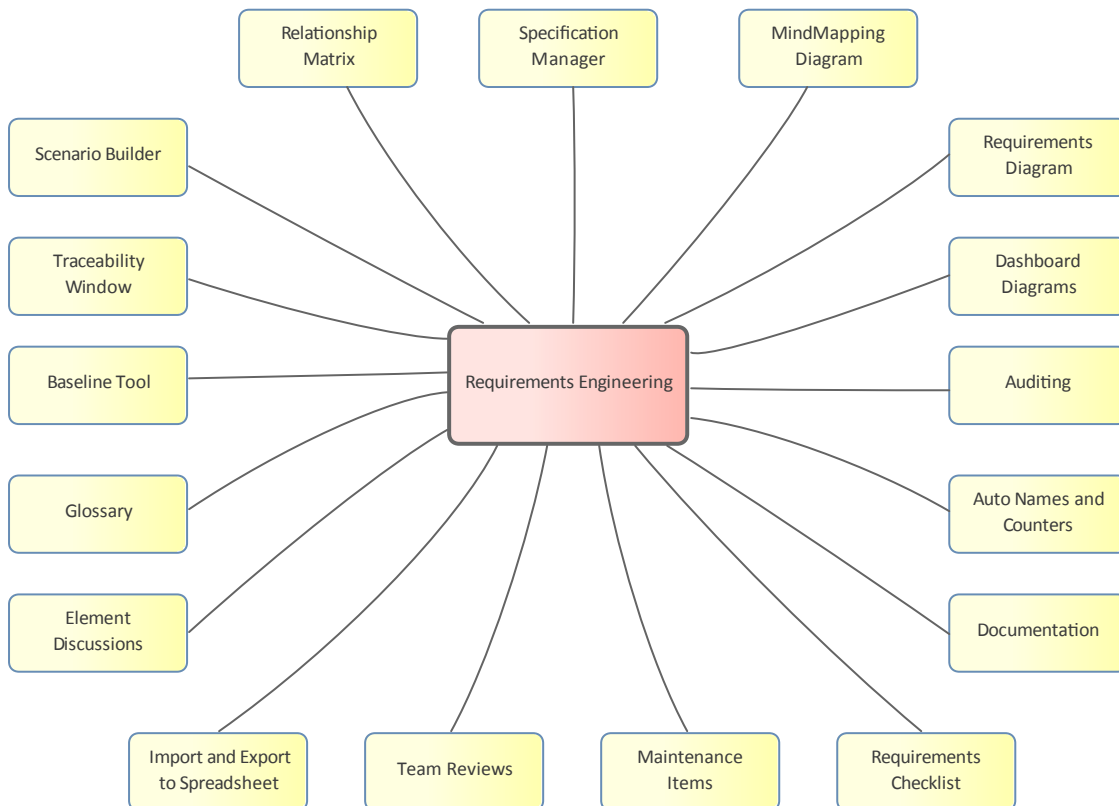 Relationship
Matrix
Specification
Manager
MindMapping
Diagram
Scenario Builder
Requirements
Diagram
Traceability
Window
Dashboard
Diagrams
Baseline Tool
Requirements Engineering
Auditing
Glossary
Auto Names and
Counters
Element
Discussions
Documentation
Import and Export
to Spreadsheet
Team Reviews
Maintenance
Items
Requirements
Checklist